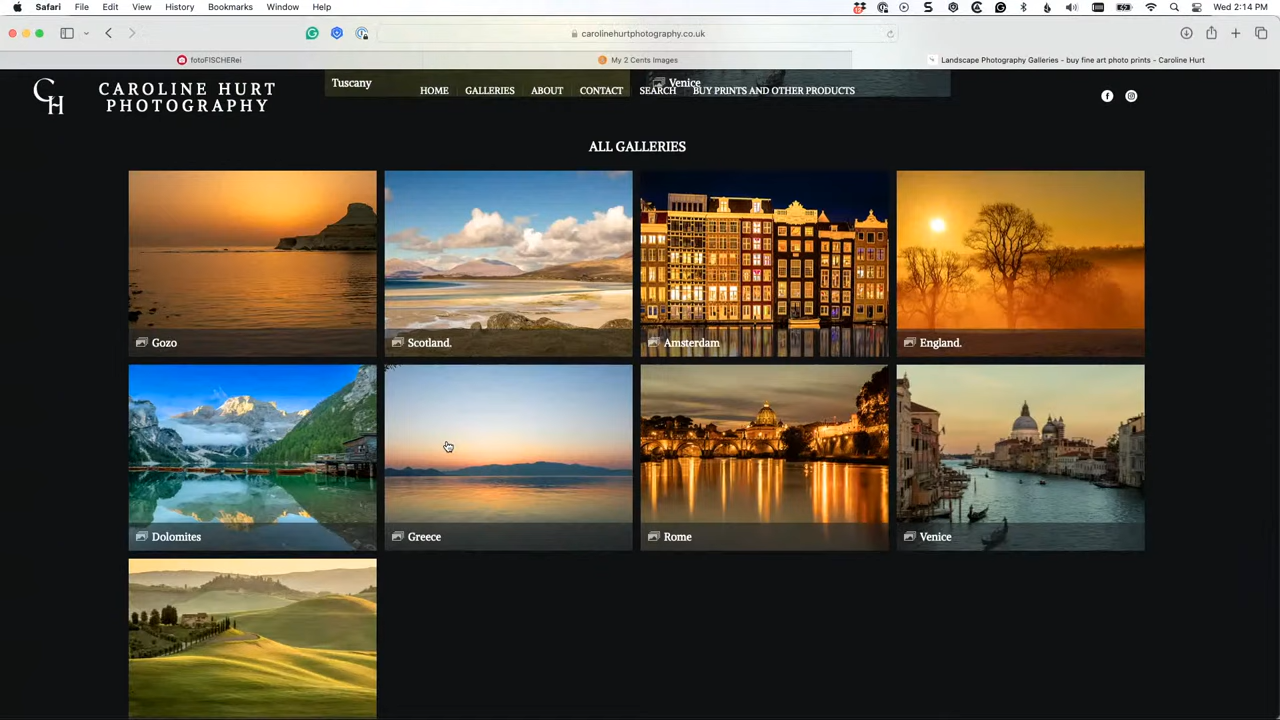 Safari File Edit View History Bookmarks Window Help Wed 2:14 PM
carolinehurtphotography.co.uk
fotoFISCHERei My 2 Cents Images Landscape Photography Galleries - buy fine art photo prints - Caroline Hurt
Tuscany Venice
CH CAROLINE HURT
PHOTOGRAPHY
HOME GALLERIES ABOUT CONTACT SEARCH BUY PRINTS AND OTHER PRODUCTS
ALL GALLERIES
Gozo Scotland. Amsterdam England.
Dolomites Greece Rome Venice